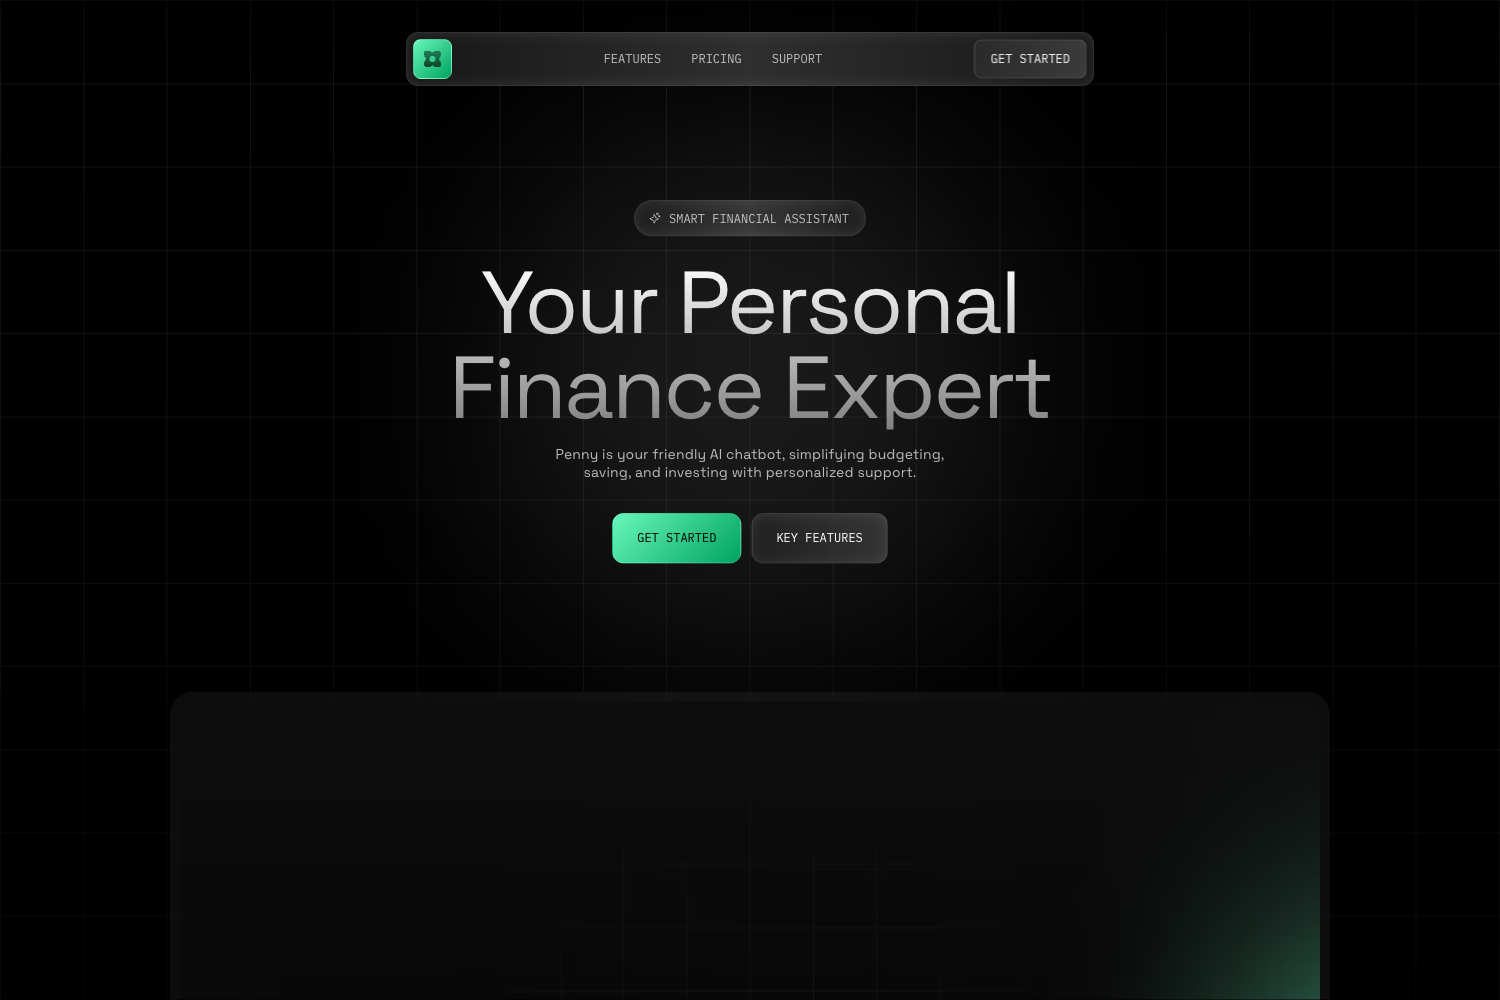 FEATURES PRICING SUPPORT GET STARTED
SMART FINANCIAL ASSISTANT
Your Personal
Finance Expert
Penny is your friendly AI chatbot, simplifying budgeting,
saving, and investing with personalized support.
GET STARTED KEY FEATURES